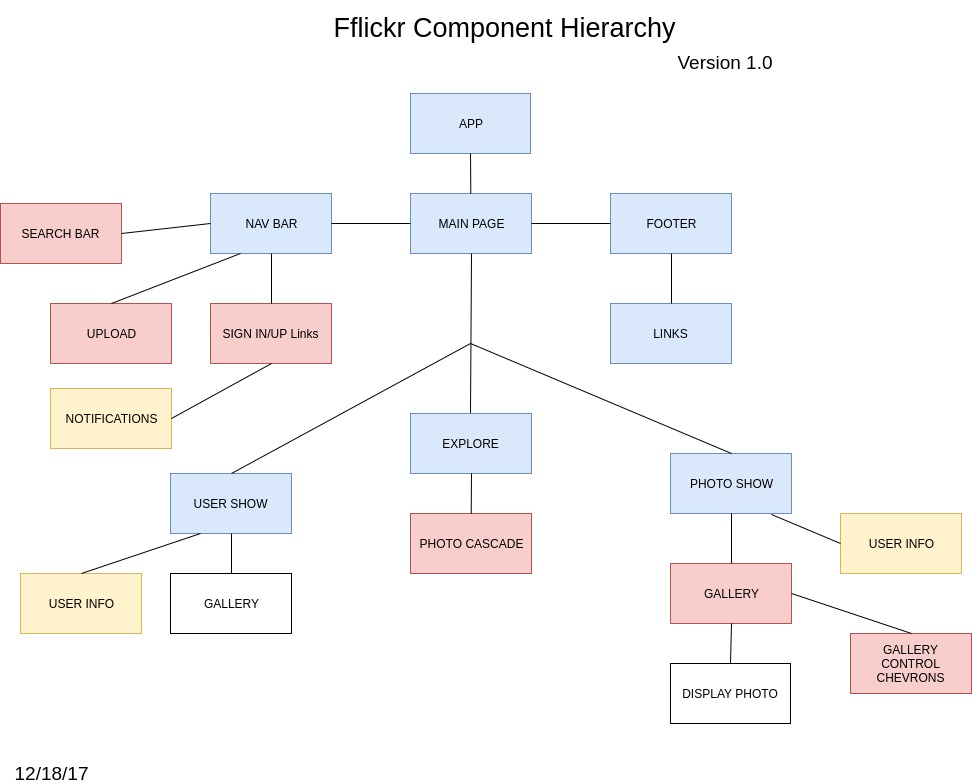 Fflickr Component Hierarchy
Version 1.0
APP
SEARCH BAR
NAV BAR
MAIN PAGE
FOOTER
UPLOAD
SIGN IN/UP Links
LINKS
NOTIFICATIONS
EXPLORE
PHOTO SHOW
USER SHOW
PHOTO CASCADE
USER INFO
USER INFO
GALLERY
GALLERY
GALLERY
CONTROL
CHEVRONS
DISPLAY PHOTO
12/18/17